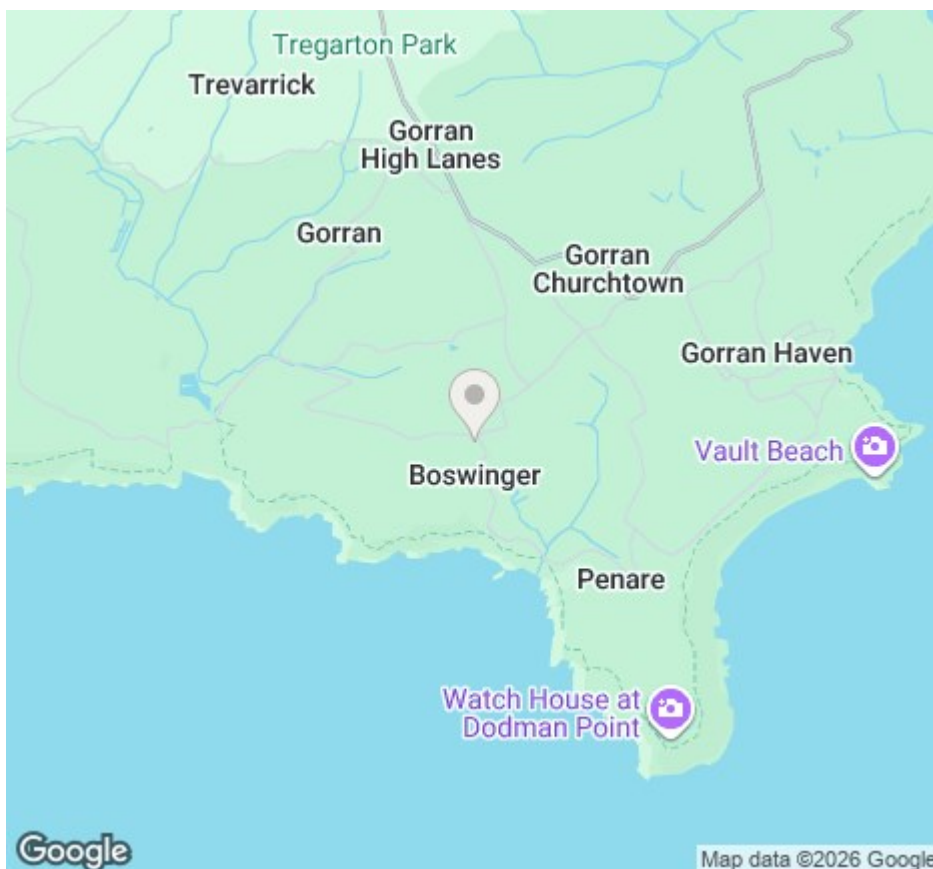 Tregarton Park
Trevarrick
Gorran
High Lanes
Gorran
Gorran
Churchtown
Gorran Haven
Vault Beach
Boswinger
Penare
Watch House at
Dodman Point
Google
Map data ©2026 Google